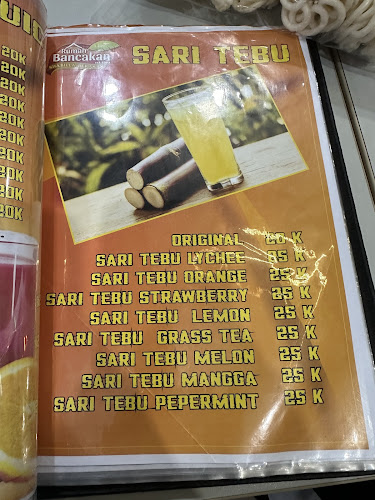 Rumah
Bancakan
SARI TEBU
20K
20K
20K
20K
20K
20K
20K
20K
ORIGINAL K
SARI TEBU LYCHEE K
SARI TEBU ORANGE 25 K
SARI TEBU STRAWBERRY K
SARI TEBU LEMON 25 K
SARI TEBU GRASS TEA 25 K
SARI TEBU MELON 25 K
SARI TEBU MANGGA 25 K
SARI TEBU PEPERMINT 25 K